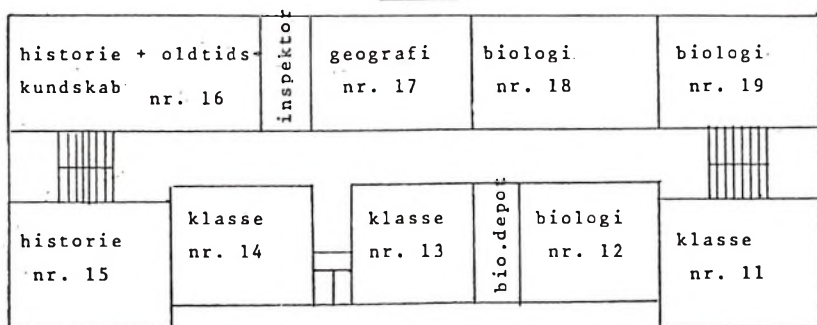 historie + oldtids-
kundskab nr. 16
inspektor
geografi
nr. 17
biologi
nr. 18
biologi
nr. 19
historie
nr. 15
klasse
nr. 14
klasse
nr. 13
bio.depot
biologi
nr. 12
klasse
nr. 11